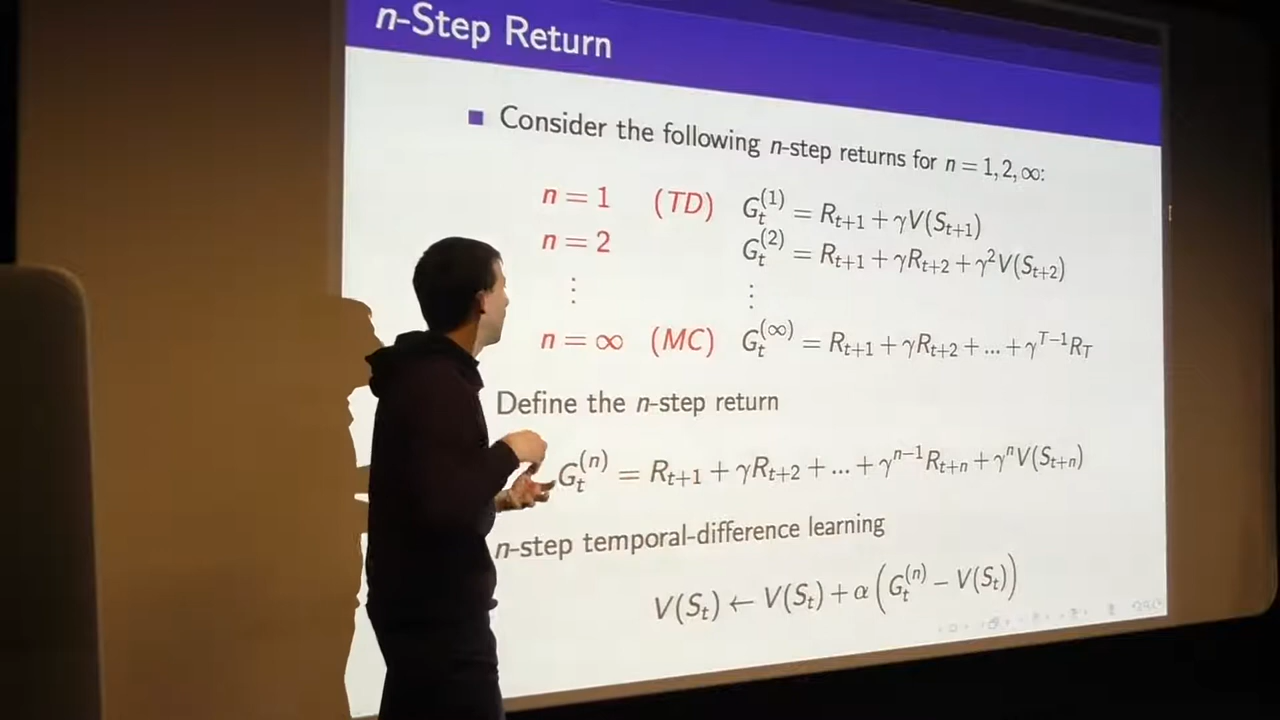 n-Step Return
Consider the following n-step returns for n = 1, 2, ∞:
n = 1 (TD) G_t^{(1)} = R_{t+1} + γV(S_{t+1})
n = 2 G_t^{(2)} = R_{t+1} + γR_{t+2} + γ^2V(S_{t+2})
⋮ ⋮
n = ∞ (MC) G_t^{(∞)} = R_{t+1} + γR_{t+2} + ... + γ^{T−1}R_T
Define the n-step return
G_t^{(n)} = R_{t+1} + γR_{t+2} + ... + γ^{n−1}R_{t+n} + γ^nV(S_{t+n})
n-step temporal-difference learning
V(S_t) ← V(S_t) + α(G_t^{(n)} − V(S_t))